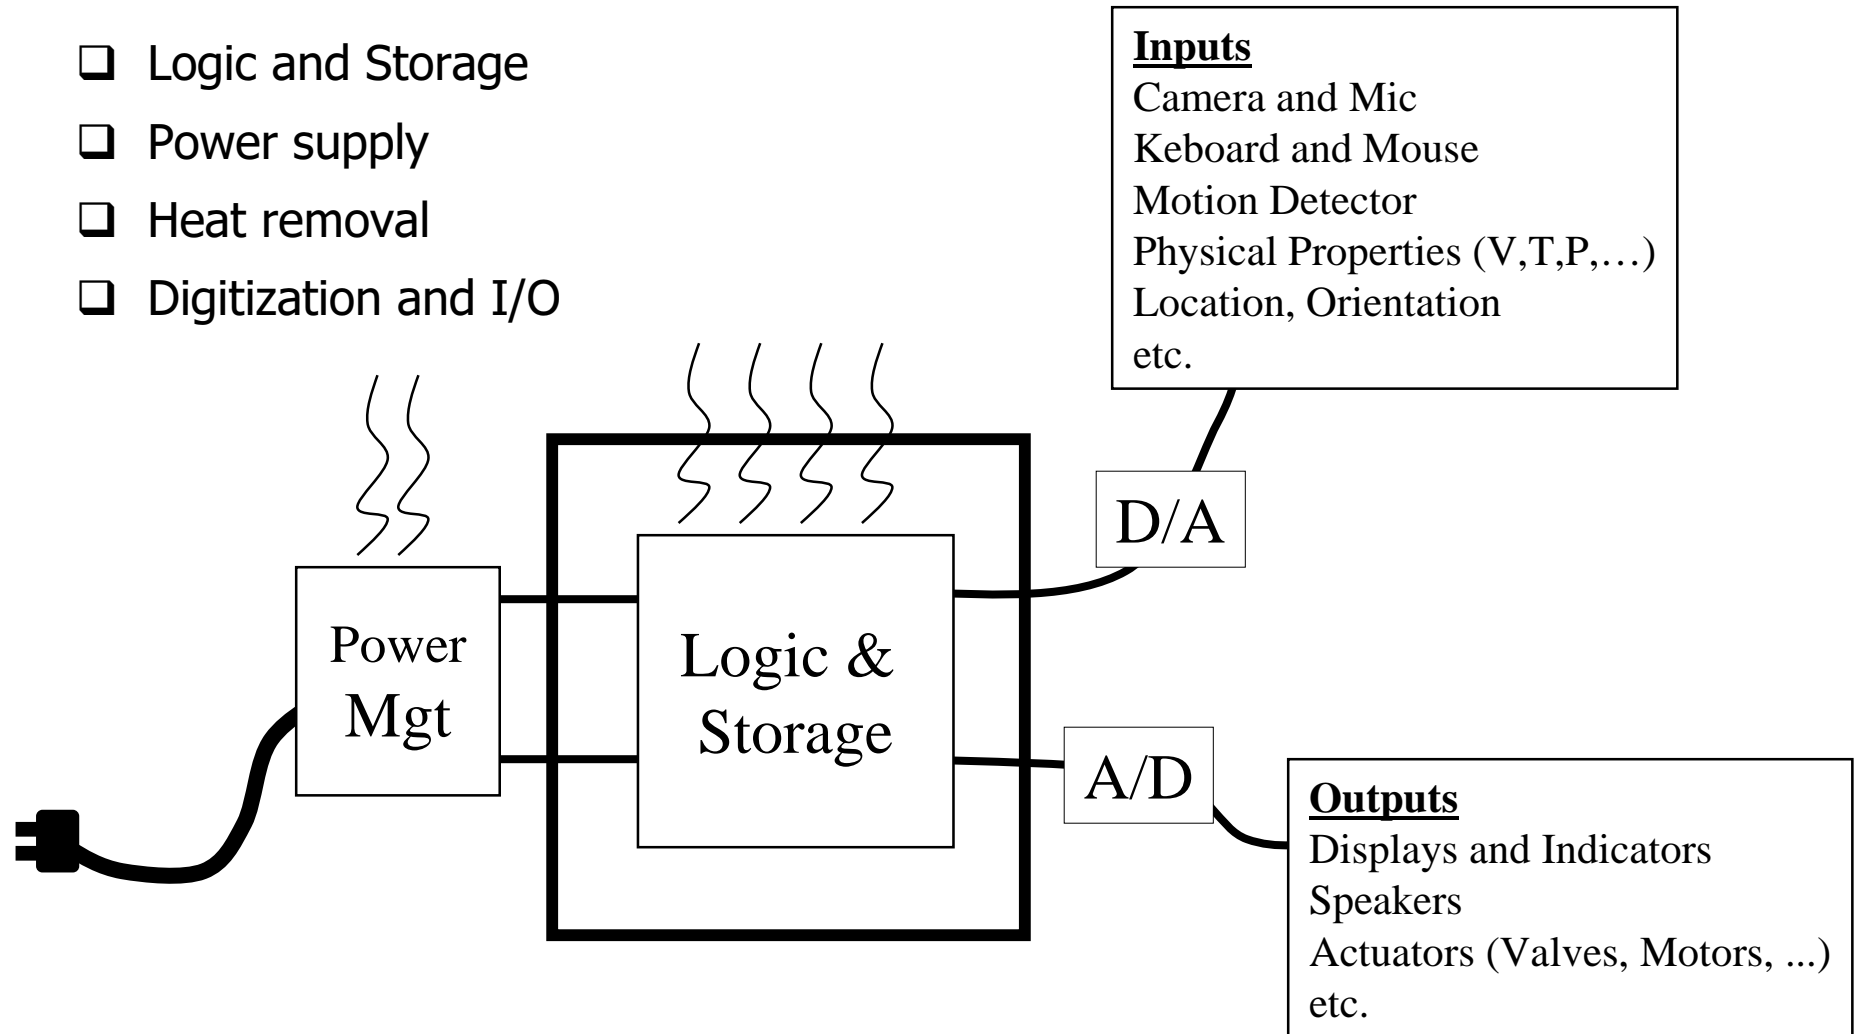 ❑ Logic and Storage
❑ Power supply
❑ Heat removal
❑ Digitization and I/O
Inputs
Camera and Mic
Keboard and Mouse
Motion Detector
Physical Properties (V,T,P,…)
Location, Orientation
etc.
D/A
Power
Mgt
Logic &
Storage
A/D
Outputs
Displays and Indicators
Speakers
Actuators (Valves, Motors, ...)
etc.